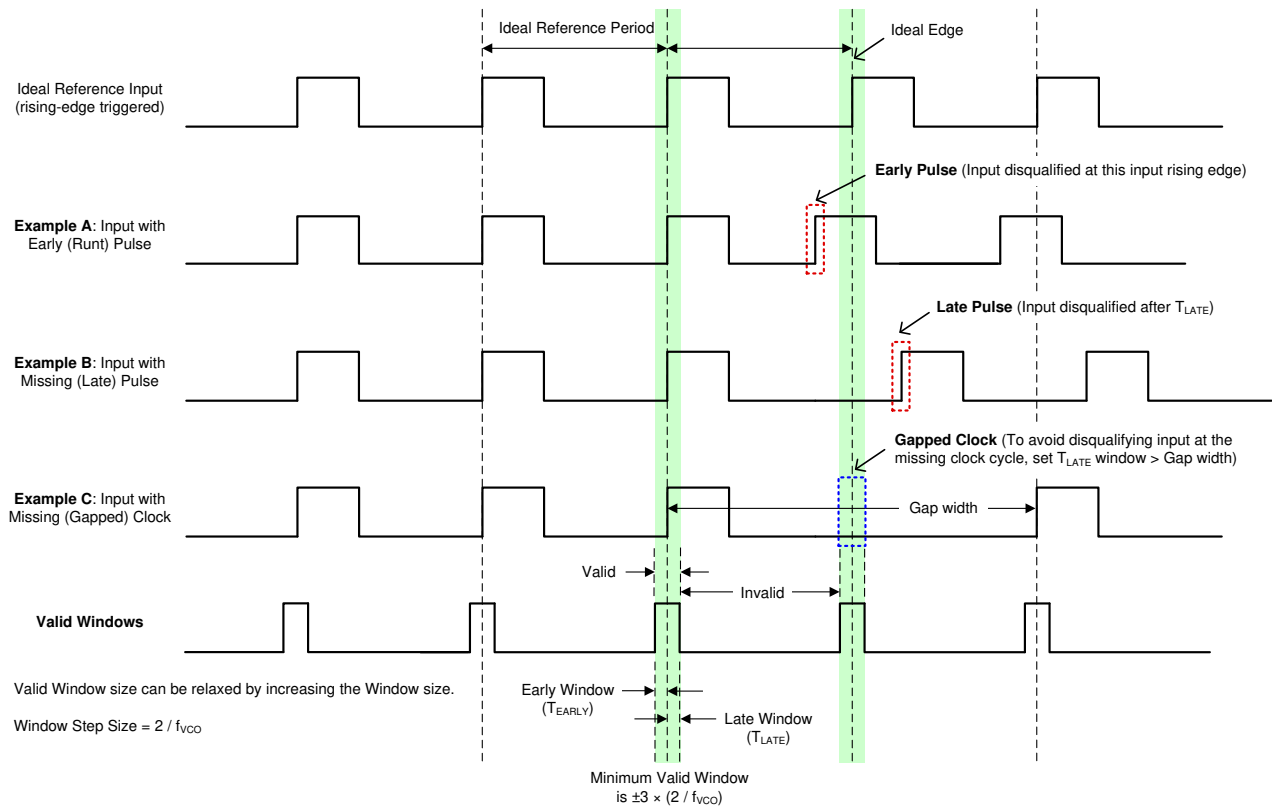 Ideal Reference Period
Ideal Edge
Ideal Reference Input
(rising-edge triggered)
Early Pulse (Input disqualified at this input rising edge)
Example A: Input with
Early (Runt) Pulse
Late Pulse (Input disqualified after TLATE)
Example B: Input with
Missing (Late) Pulse
Gapped Clock (To avoid disqualifying input at the
missing clock cycle, set TLATE window > Gap width)
Example C: Input with
Missing (Gapped) Clock
Gap width
Valid
Invalid
Valid Windows
Valid Window size can be relaxed by increasing the Window size.
Window Step Size = 2 / fVCO
Early Window
(TEARLY)
Late Window
(TLATE)
Minimum Valid Window
is ±3 × (2 / fVCO)